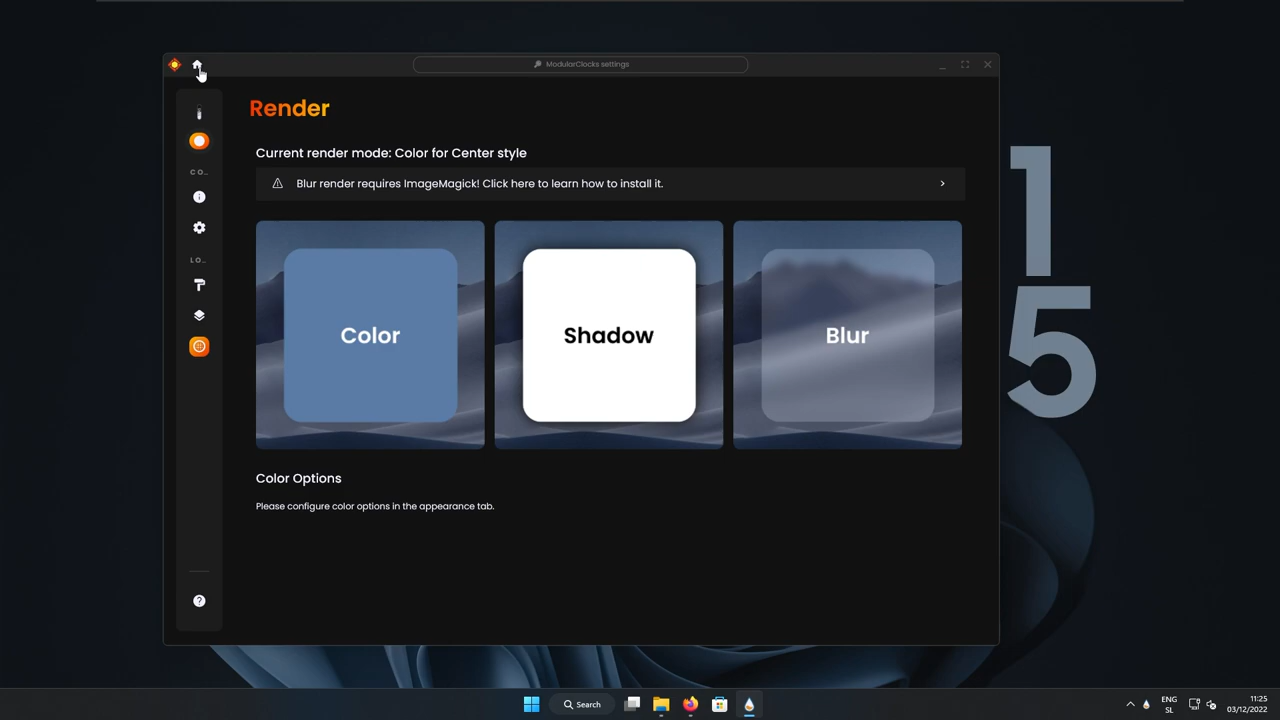 ModularClocks settings
Render
Current render mode: Color for Center style
Blur render requires ImageMagick! Click here to learn how to install it.
CO...
LO...
Color
Shadow
Blur
Color Options
Please configure color options in the appearance tab.
1
5
Search
ENG
SL
11:25
03/12/2022